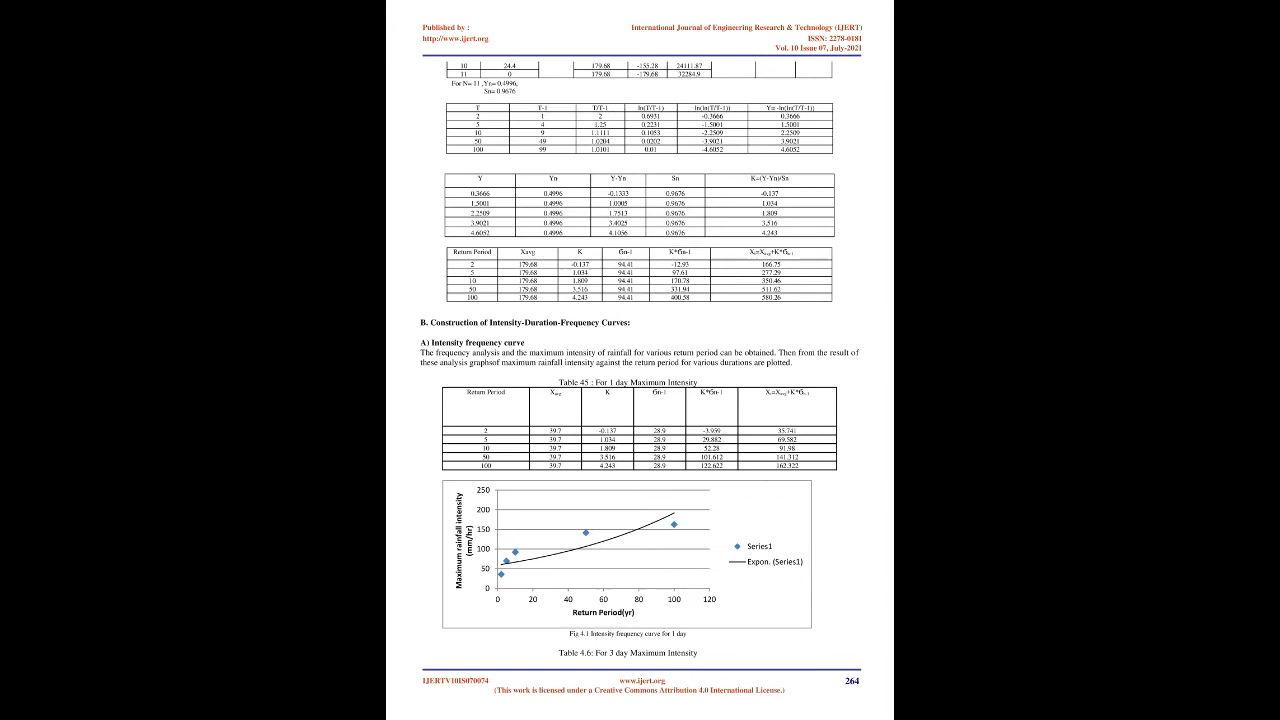 Published by :
International Journal of Engineering Research & Technology (IJERT)
http://www.ijert.org
ISSN: 2278-0181
Vol. 10 Issue 07, July-2021
10 24.4 179.68 -155.28 24111.87
11 0 179.68 -179.68 32284.9
For N= 11 ,Yn= 0.4996,
Sn= 0.9676
T T-1 T/T-1 ln(T/T-1) ln(ln(T/T-1)) Y= -ln(ln(T/T-1))
2 1 2 0.6931 -0.3666 0.3666
5 4 1.25 0.2231 -1.5001 1.5001
10 9 1.1111 0.1053 -2.2509 2.2509
50 49 1.0204 0.0202 -3.9021 3.9021
100 99 1.0101 0.01 -4.6052 4.6052
Y Yn Y-Yn Sn K=(Y-Yn)/Sn
0.3666 0.4996 -0.1333 0.9676 -0.137
1.5001 0.4996 1.0005 0.9676 1.034
2.2509 0.4996 1.7513 0.9676 1.809
3.9021 0.4996 3.4025 0.9676 3.516
4.6052 0.4996 4.1056 0.9676 4.243
Return Period Xavg K Ϭn-1 K*Ϭn-1 Xₜ=Xavg+K*Ϭn-1
2 179.68 -0.137 94.41 -12.93 166.75
5 179.68 1.034 94.41 97.61 277.29
10 179.68 1.809 94.41 170.78 350.46
50 179.68 3.516 94.41 331.94 511.62
100 179.68 4.243 94.41 400.58 580.26
B. Construction of Intensity-Duration-Frequency Curves:
A) Intensity frequency curve
The frequency analysis and the maximum intensity of rainfall for various return period can be obtained. Then from the result of
these analysis graphsof maximum rainfall intensity against the return period for various durations are plotted.
Table 45 : For 1 day Maximum Intensity
Return Period Xavg K Ϭn-1 K*Ϭn-1 Xₜ=Xavg+K*Ϭn-1
2 39.7 -0.137 28.9 -3.959 35.741
5 39.7 1.034 28.9 29.882 69.582
10 39.7 1.809 28.9 52.28 91.98
50 39.7 3.516 28.9 101.612 141.312
100 39.7 4.243 28.9 122.622 162.322
Maximum rainfall intensity
(mm/hr)
250
200
150
100
50
0
0 20 40 60 80 100 120
Return Period(yr)
Series1
Expon. (Series1)
Fig 4.1 Intensity frequency curve for 1 day
Table 4.6: For 3 day Maximum Intensity
IJERTV10IS070074
www.ijert.org
264
(This work is licensed under a Creative Commons Attribution 4.0 International License.)